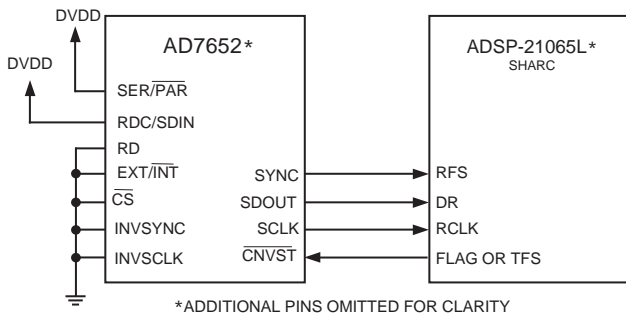 DVDD
DVDD
AD7652*
SER/PAR
RDC/SDIN
RD
EXT/INT
CS
INVSYNC
INVSCLK
SYNC
SDOUT
SCLK
CNVST
ADSP-21065L*
SHARC
RFS
DR
RCLK
FLAG OR TFS
*ADDITIONAL PINS OMITTED FOR CLARITY